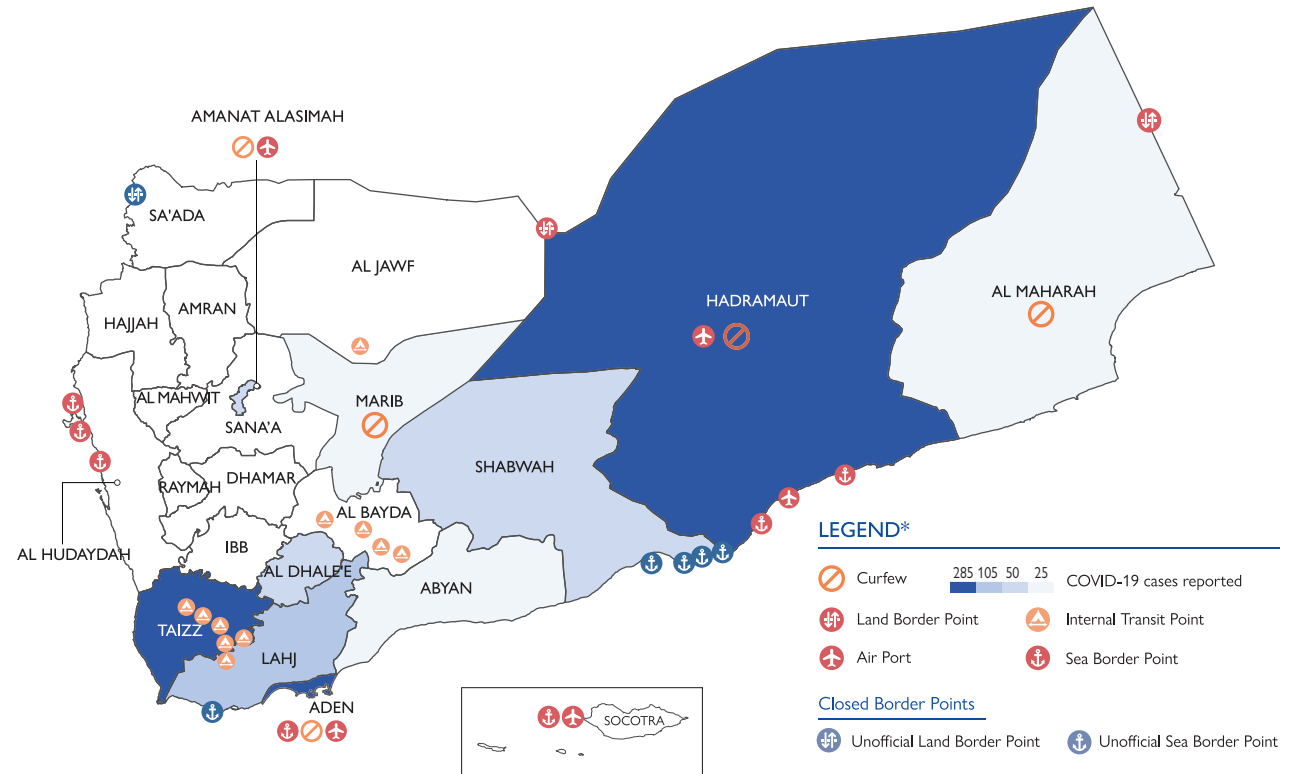 AMANAT ALASIMAH
SA'ADA
AL JAWF
HADRAMAUT
AL MAHARAH
HAJJAH
AMRAN
AL MAHWIT
MARIB
SANA'A
SHABWAH
RAYMAH
DHAMAR
AL BAYDA
AL HUDAYDAH
IBB
AL DHALE'E
ABYAN
TAIZZ
LAHJ
ADEN
SOCOTRA
LEGEND*
Curfew
285 105 50 25
COVID-19 cases reported
Land Border Point
Internal Transit Point
Air Port
Sea Border Point
Closed Border Points
Unofficial Land Border Point
Unofficial Sea Border Point